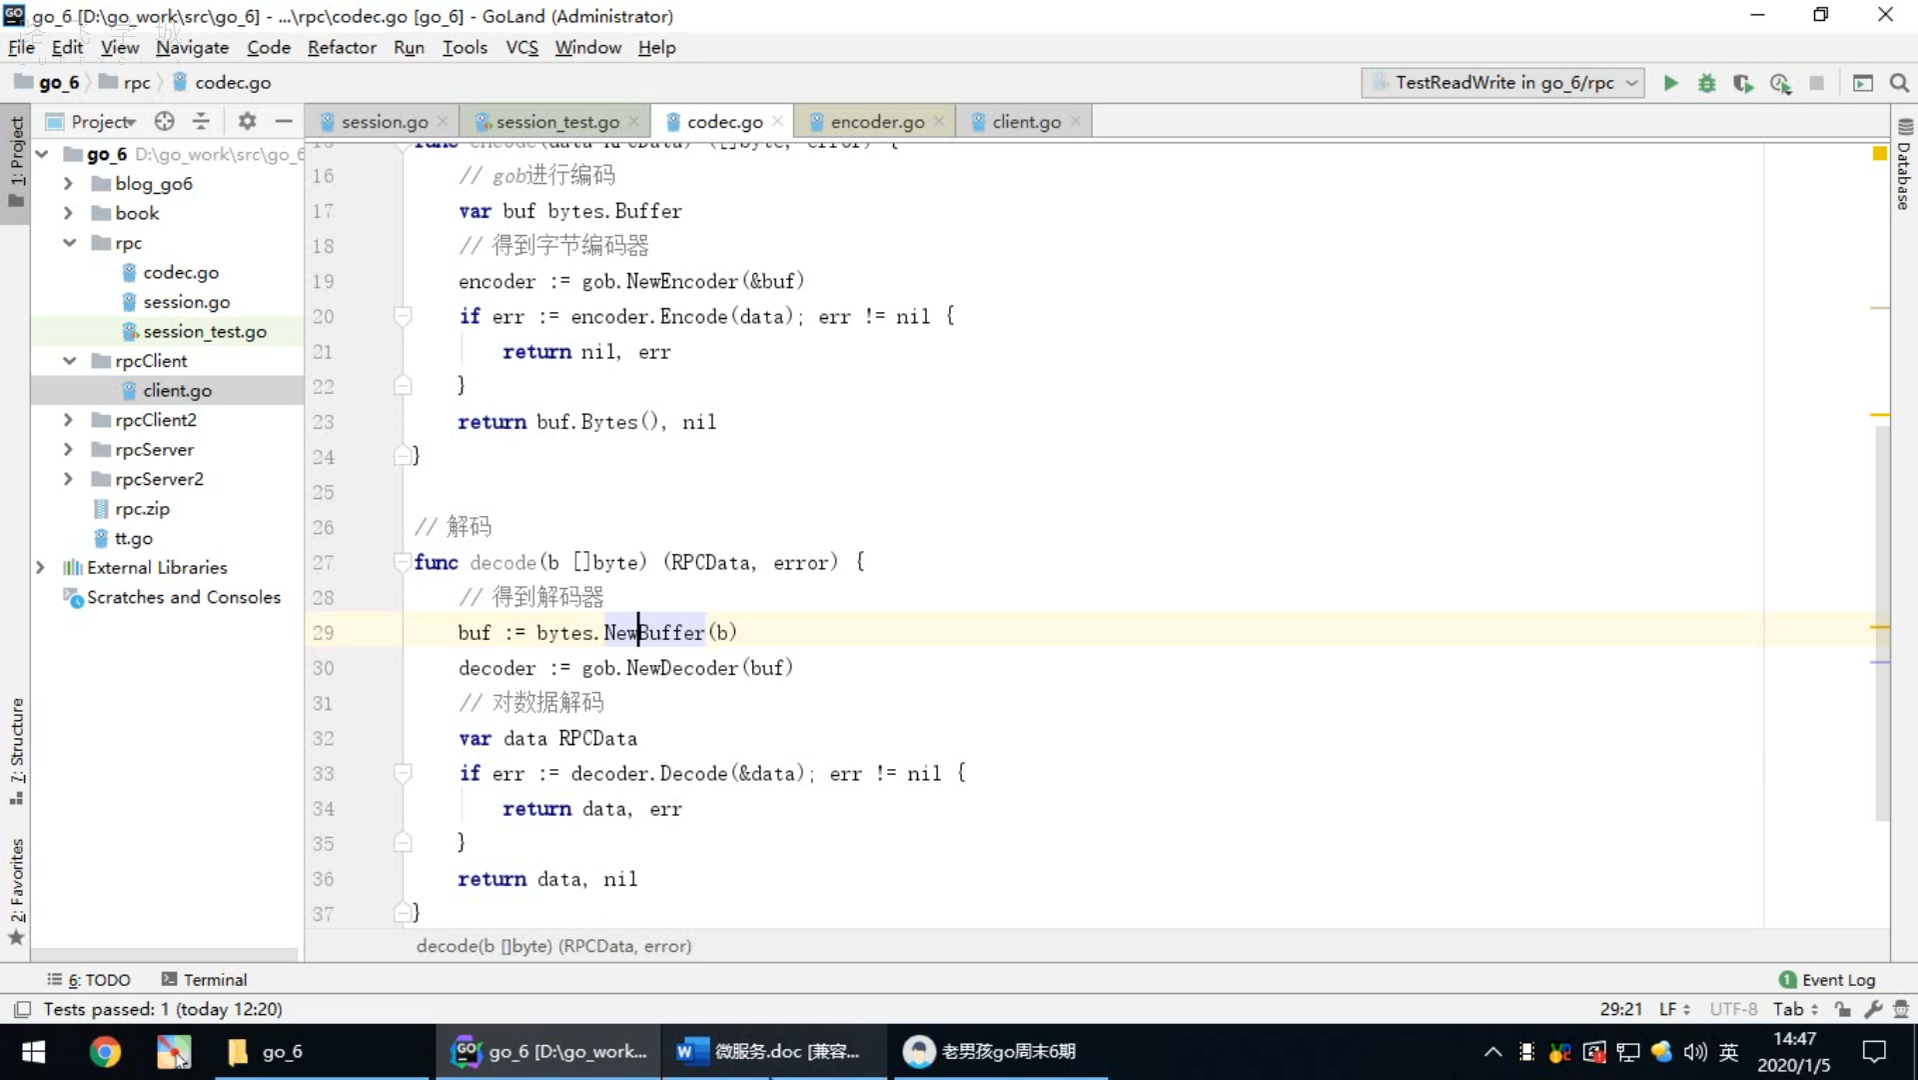 go_6 [D:\go_work\src\go_6] - ...\rpc\codec.go [go_6] - GoLand (Administrator)
File Edit View Navigate Code Refactor Run Tools VCS Window Help
go_6 rpc codec.go
TestReadWrite in go_6/rpc
Project
session.go
session_test.go
codec.go
encoder.go
client.go
1: Project
7: Structure
2: Favorites
Database
go_6 D:\go_work\src\go_6
blog_go6
book
rpc
codec.go
session.go
session_test.go
rpcClient
client.go
rpcClient2
rpcServer
rpcServer2
rpc.zip
tt.go
External Libraries
Scratches and Consoles
16 // gob进行编码
17 var buf bytes.Buffer
18 // 得到字节编码器
19 encoder := gob.NewEncoder(&buf)
20 if err := encoder.Encode(data); err != nil {
21 return nil, err
22 }
23 return buf.Bytes(), nil
24 }
25
26 // 解码
27 func decode(b []byte) (RPCData, error) {
28 // 得到解码器
29 buf := bytes.NewBuffer(b)
30 decoder := gob.NewDecoder(buf)
31 // 对数据解码
32 var data RPCData
33 if err := decoder.Decode(&data); err != nil {
34 return data, err
35 }
36 return data, nil
37 }
decode(b []byte) (RPCData, error)
6: TODO Terminal
1 Event Log
Tests passed: 1 (today 12:20)
29:21 LF UTF-8 Tab
go_6
go_6 [D:\go_work...
微服务.doc [兼容...
老男孩go周末6期
英
14:47
2020/1/5